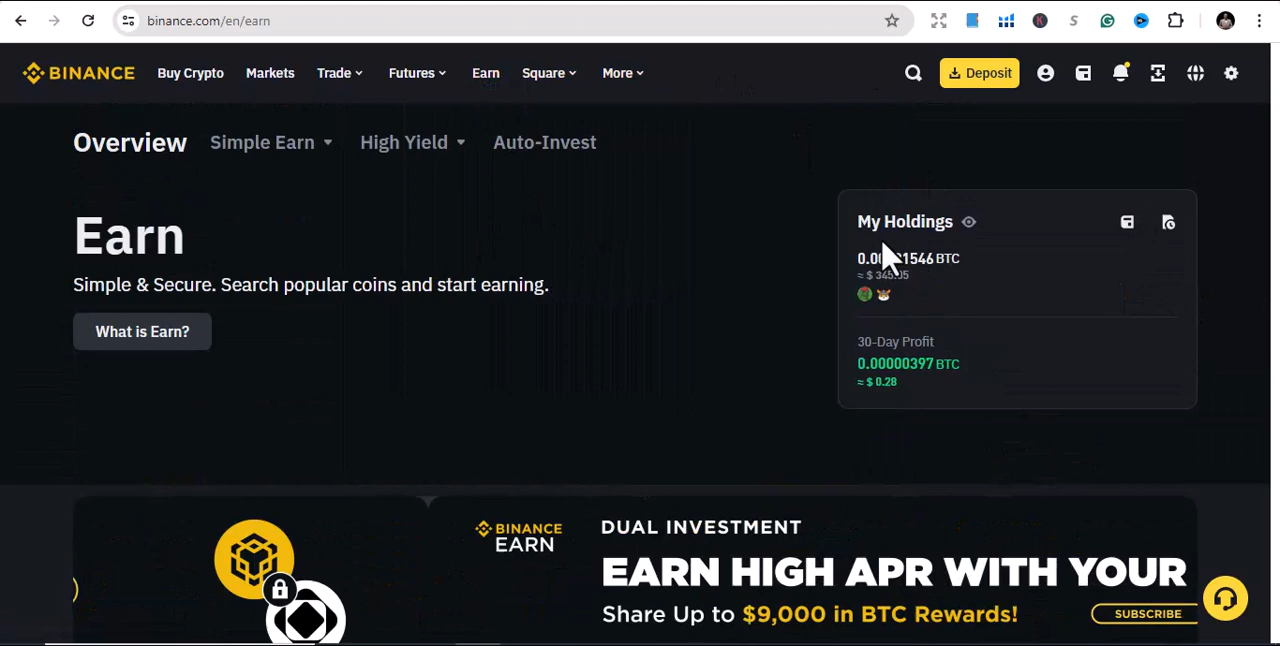 binance.com/en/earn
BINANCE Buy Crypto Markets Trade Futures Earn Square More Deposit
Overview Simple Earn High Yield Auto-Invest
Earn
Simple & Secure. Search popular coins and start earning.
What is Earn?
My Holdings
BTC
30-Day Profit
0.00000397 BTC
≈ $ 0.28
BINANCE
EARN
DUAL INVESTMENT
EARN HIGH APR WITH YOUR
Share Up to $9,000 in BTC Rewards!
SUBSCRIBE